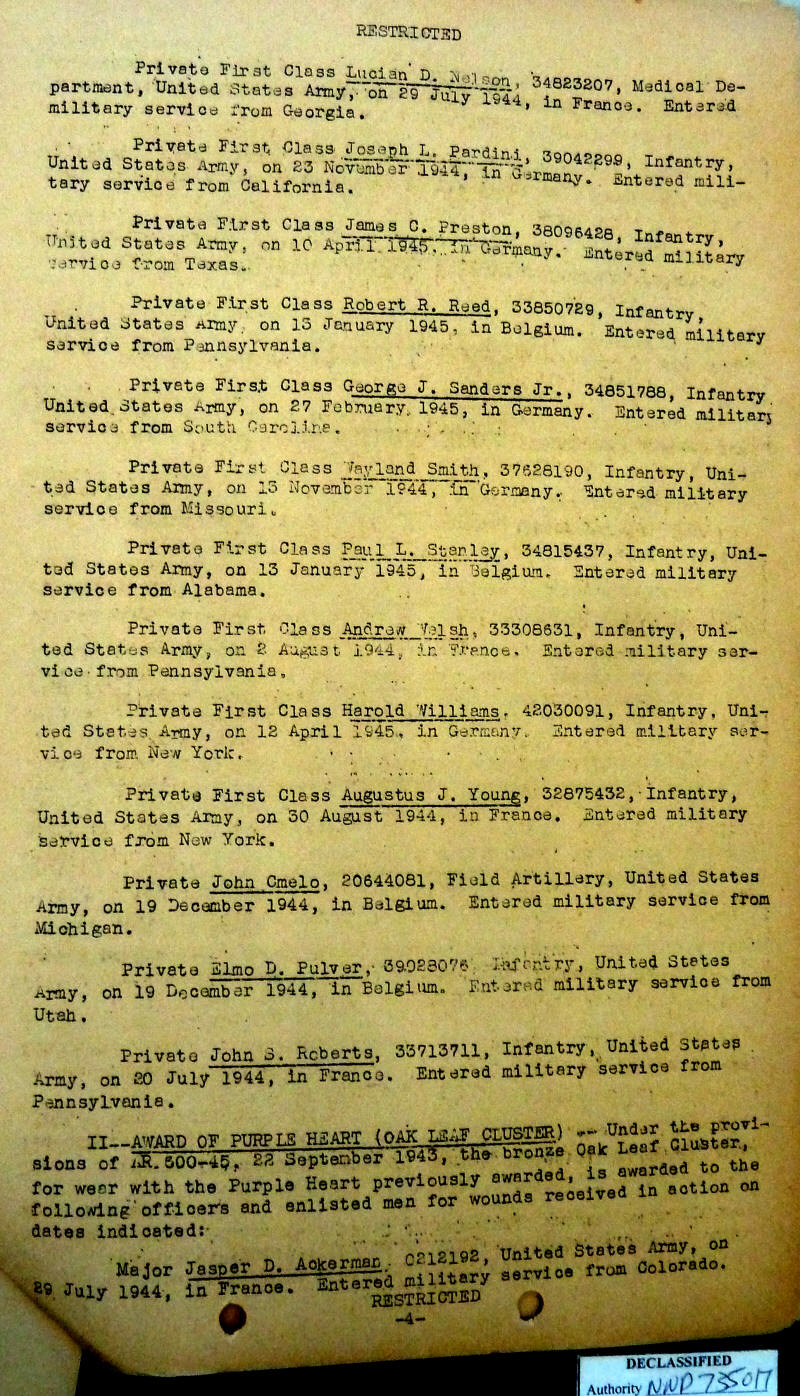 RESTRICTED
Private First Class Lucian D. Nelson, 34823207, Medical De-
partment, United States Army, on 29 July 1944, in France. Entered
military service from Georgia.
Private First Class Joseph L. Pardini, 39042299, Infantry,
United States Army, on 23 November 1944, in Germany. Entered mili-
tary service from California.
Private First Class James C. Preston, 38096428, Infantry,
United States Army, on 10 April 1945, in Germany. Entered military
service from Texas.
Private First Class Robert R. Reed, 33850729, Infantry,
United States Army, on 13 January 1945, in Belgium. Entered military
service from Pennsylvania.
Private First Class George J. Sanders Jr., 34851788, Infantry
United States Army, on 27 February 1945, in Germany. Entered military
service from South Carolina.
Private First Class Wayland Smith, 37628190, Infantry, Uni-
ted States Army, on 13 November 1944, in Germany. Entered military
service from Missouri.
Private First Class Paul L. Stanley, 34815437, Infantry, Uni-
ted States Army, on 13 January 1945, in Belgium. Entered military
service from Alabama.
Private First Class Andrew Welsh, 33308631, Infantry, Uni-
ted States Army, on 2 August 1944, in France. Entered military ser-
vice from Pennsylvania.
Private First Class Harold Williams, 42030091, Infantry, Uni-
ted States Army, on 12 April 1945, in Germany. Entered military ser-
vice from New York.
Private First Class Augustus J. Young, 32875432, Infantry,
United States Army, on 30 August 1944, in France. Entered military
service from New York.
Private John Cmelo, 20644081, Field Artillery, United States
Army, on 19 December 1944, in Belgium. Entered military service from
Michigan.
Private Elmo D. Pulver, 39928076, Infantry, United States
Army, on 19 December 1944, in Belgium. Entered military service from
Utah.
Private John S. Roberts, 33713711, Infantry, United States
Army, on 20 July 1944, in France. Entered military service from
Pennsylvania.
II--AWARD OF PURPLE HEART (OAK LEAF CLUSTER) -- Under the provi-
sions of AR 600-45, 22 September 1943, the bronze Oak Leaf Cluster,
for wear with the Purple Heart previously awarded, is awarded to the
following officers and enlisted men for wounds received in action on
dates indicated:
Major Jasper D. Ackerman, O212192, United States Army, on
29 July 1944, in France. Entered military service from Colorado.
RESTRICTED
-4-
DECLASSIFIED
Authority NND 735017